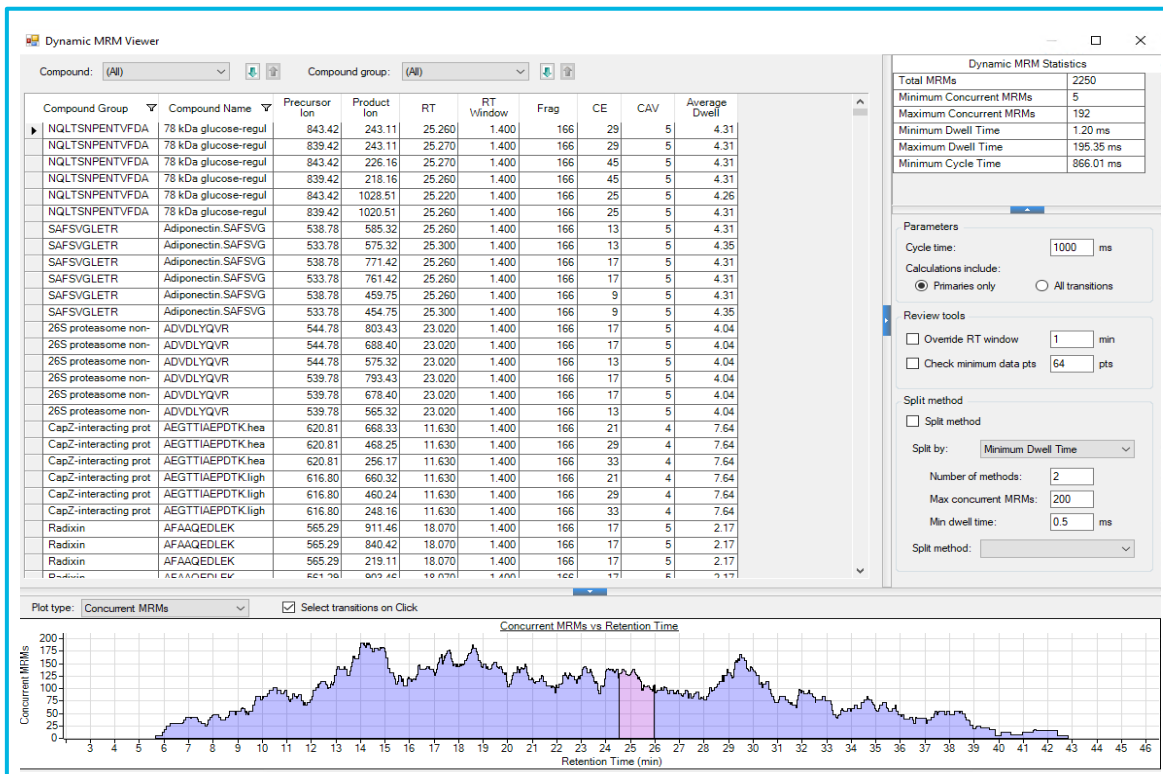 Dynamic MRM Viewer
Compound: (All) Compound group: (All)
Compound Group Compound Name Precursor Ion Product Ion RT RT Window Frag CE CAV Average Dwell
NQLTSNPENTVFDA 78 kDa glucose-regul 843.42 243.11 25.260 1.400 166 29 5 4.31
NQLTSNPENTVFDA 78 kDa glucose-regul 839.42 243.11 25.270 1.400 166 29 5 4.31
NQLTSNPENTVFDA 78 kDa glucose-regul 843.42 226.16 25.270 1.400 166 45 5 4.31
NQLTSNPENTVFDA 78 kDa glucose-regul 839.42 218.16 25.260 1.400 166 45 5 4.31
NQLTSNPENTVFDA 78 kDa glucose-regul 843.42 1028.51 25.220 1.400 166 25 5 4.26
NQLTSNPENTVFDA 78 kDa glucose-regul 839.42 1020.51 25.260 1.400 166 25 5 4.31
SAFSVGLETR Adiponectin.SAFSVG 538.78 585.32 25.260 1.400 166 13 5 4.31
SAFSVGLETR Adiponectin.SAFSVG 533.78 575.32 25.300 1.400 166 13 5 4.35
SAFSVGLETR Adiponectin.SAFSVG 538.78 771.42 25.260 1.400 166 17 5 4.31
SAFSVGLETR Adiponectin.SAFSVG 533.78 761.42 25.260 1.400 166 17 5 4.31
SAFSVGLETR Adiponectin.SAFSVG 538.78 459.75 25.260 1.400 166 9 5 4.31
SAFSVGLETR Adiponectin.SAFSVG 533.78 454.75 25.300 1.400 166 9 5 4.35
26S proteasome non- ADVDLYQVR 544.78 803.43 23.020 1.400 166 17 5 4.04
26S proteasome non- ADVDLYQVR 544.78 688.40 23.020 1.400 166 17 5 4.04
26S proteasome non- ADVDLYQVR 544.78 575.32 23.020 1.400 166 13 5 4.04
26S proteasome non- ADVDLYQVR 539.78 793.43 23.020 1.400 166 17 5 4.04
26S proteasome non- ADVDLYQVR 539.78 678.40 23.020 1.400 166 17 5 4.04
26S proteasome non- ADVDLYQVR 539.78 565.32 23.020 1.400 166 13 5 4.04
CapZ-interacting prot AEGTTIAEPDTK.hea 620.81 668.33 11.630 1.400 166 21 4 7.64
CapZ-interacting prot AEGTTIAEPDTK.hea 620.81 468.25 11.630 1.400 166 29 4 7.64
CapZ-interacting prot AEGTTIAEPDTK.hea 620.81 256.17 11.630 1.400 166 33 4 7.64
CapZ-interacting prot AEGTTIAEPDTK.ligh 616.80 660.32 11.630 1.400 166 21 4 7.64
CapZ-interacting prot AEGTTIAEPDTK.ligh 616.80 460.24 11.630 1.400 166 29 4 7.64
CapZ-interacting prot AEGTTIAEPDTK.ligh 616.80 248.16 11.630 1.400 166 33 4 7.64
Radixin AFAAQEDLEK 565.29 911.46 18.070 1.400 166 17 5 2.17
Radixin AFAAQEDLEK 565.29 840.42 18.070 1.400 166 17 5 2.17
Radixin AFAAQEDLEK 565.29 219.11 18.070 1.400 166 17 5 2.17
Radixin AFAAQEDLEK 561.29 903.46 18.070 1.400 166 17 5 2.17
Dynamic MRM Statistics
Total MRMs 2250
Minimum Concurrent MRMs 5
Maximum Concurrent MRMs 192
Minimum Dwell Time 1.20 ms
Maximum Dwell Time 195.35 ms
Minimum Cycle Time 866.01 ms
Parameters
Cycle time: 1000 ms
Calculations include:
Primaries only All transitions
Review tools
Override RT window 1 min
Check minimum data pts 64 pts
Split method
Split method
Split by: Minimum Dwell Time
Number of methods: 2
Max concurrent MRMs: 200
Min dwell time: 0.5 ms
Split method:
Plot type: Concurrent MRMs Select transitions on Click
Concurrent MRMs vs Retention Time
Concurrent MRMs
200
175
150
125
100
75
50
25
0
3 4 5 6 7 8 9 10 11 12 13 14 15 16 17 18 19 20 21 22 23 24 25 26 27 28 29 30 31 32 33 34 35 36 37 38 39 40 41 42 43 44 45 46
Retention Time (min)